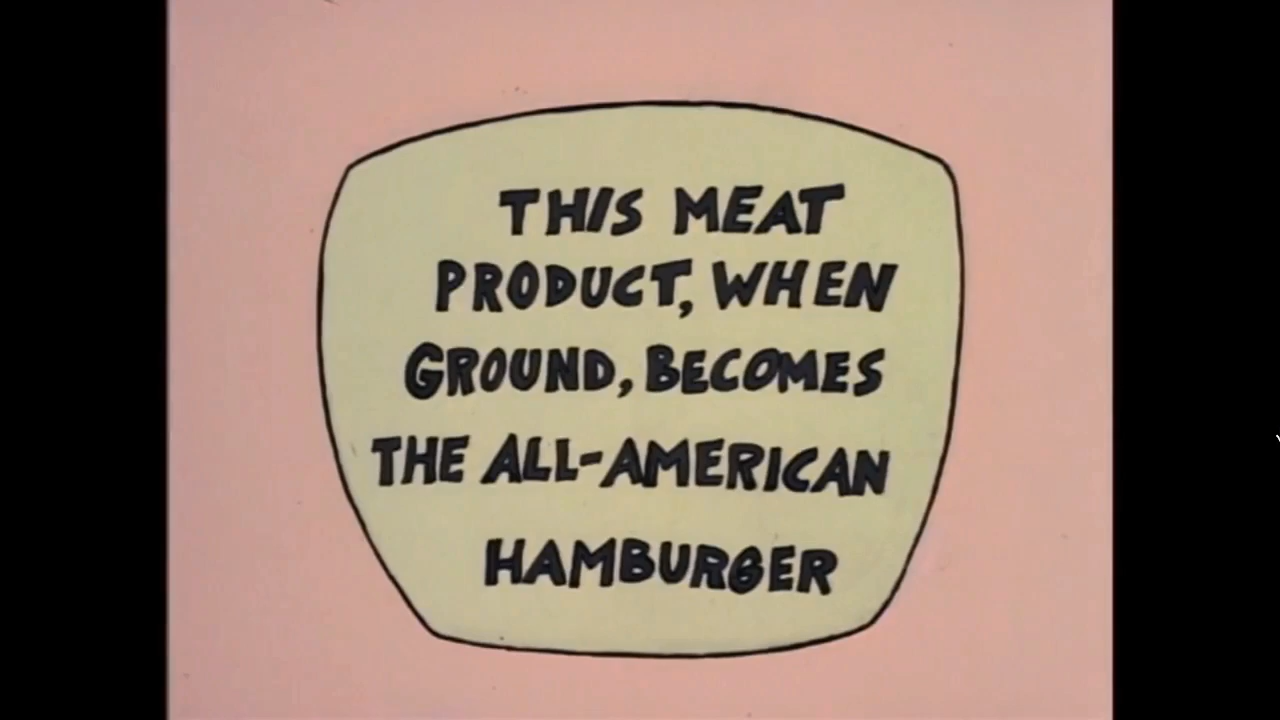 THIS MEAT
PRODUCT, WHEN
GROUND, BECOMES
THE ALL-AMERICAN
HAMBURGER